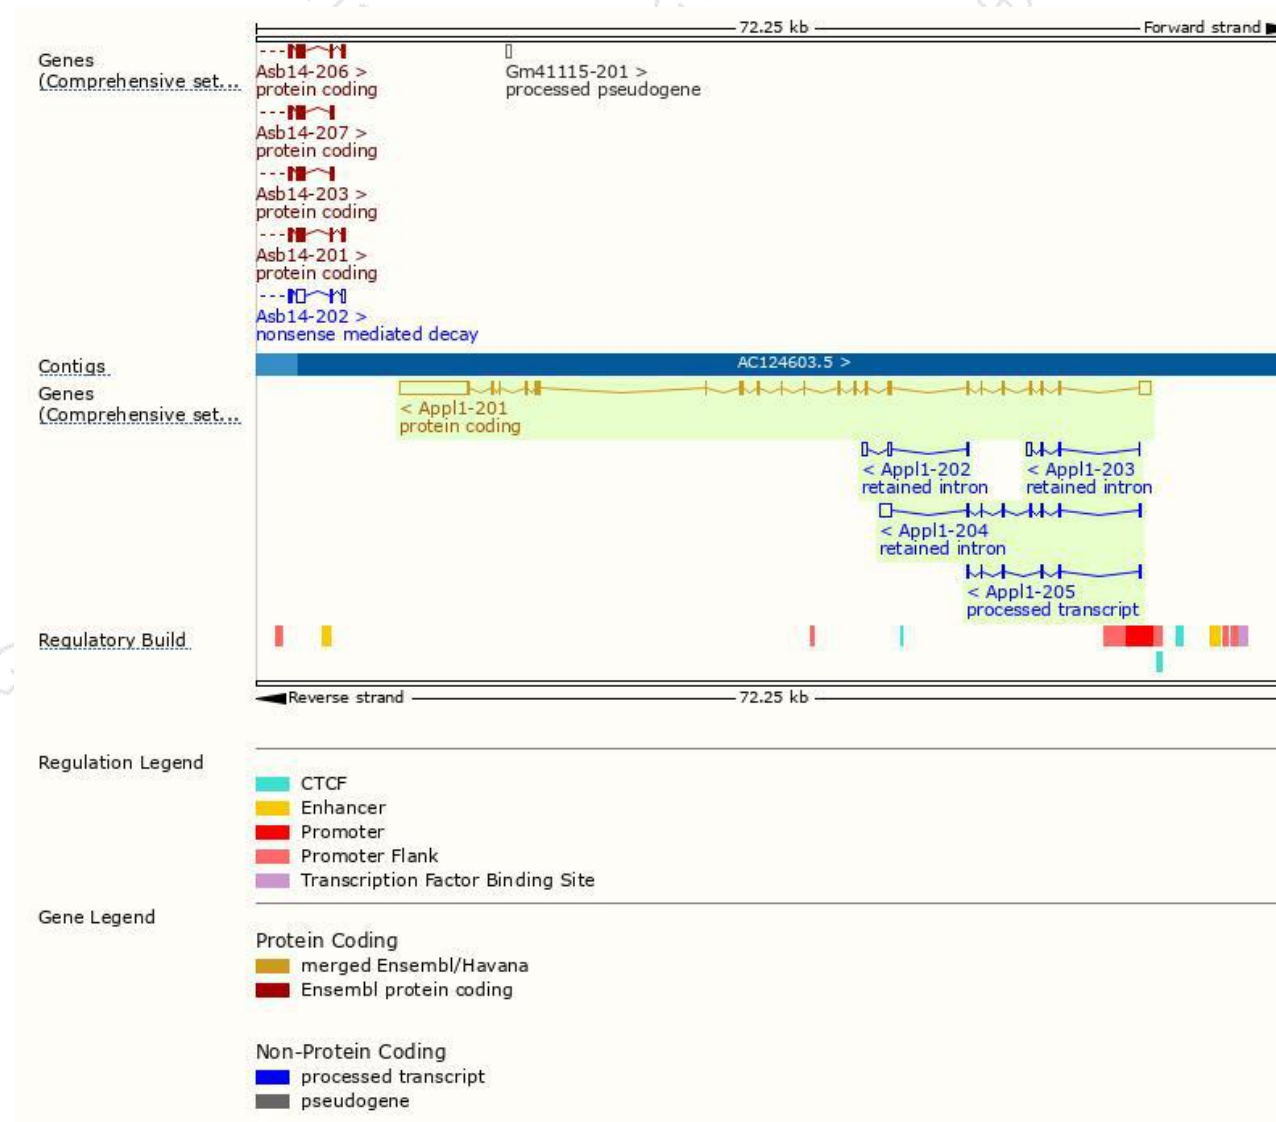 72.25 kb Forward strand
Genes
(Comprehensive set...
Asb14-206 >
protein coding
Gm41115-201 >
processed pseudogene
Asb14-207 >
protein coding
Asb14-203 >
protein coding
Asb14-201 >
protein coding
Asb14-202 >
nonsense mediated decay
Contigs
AC124603.5 >
Genes
(Comprehensive set...
< Appl1-201
protein coding
< Appl1-202
retained intron
< Appl1-203
retained intron
< Appl1-204
retained intron
< Appl1-205
processed transcript
Regulatory Build
Reverse strand 72.25 kb
Regulation Legend
CTCF
Enhancer
Promoter
Promoter Flank
Transcription Factor Binding Site
Gene Legend
Protein Coding
merged Ensembl/Havana
Ensembl protein coding
Non-Protein Coding
processed transcript
pseudogene